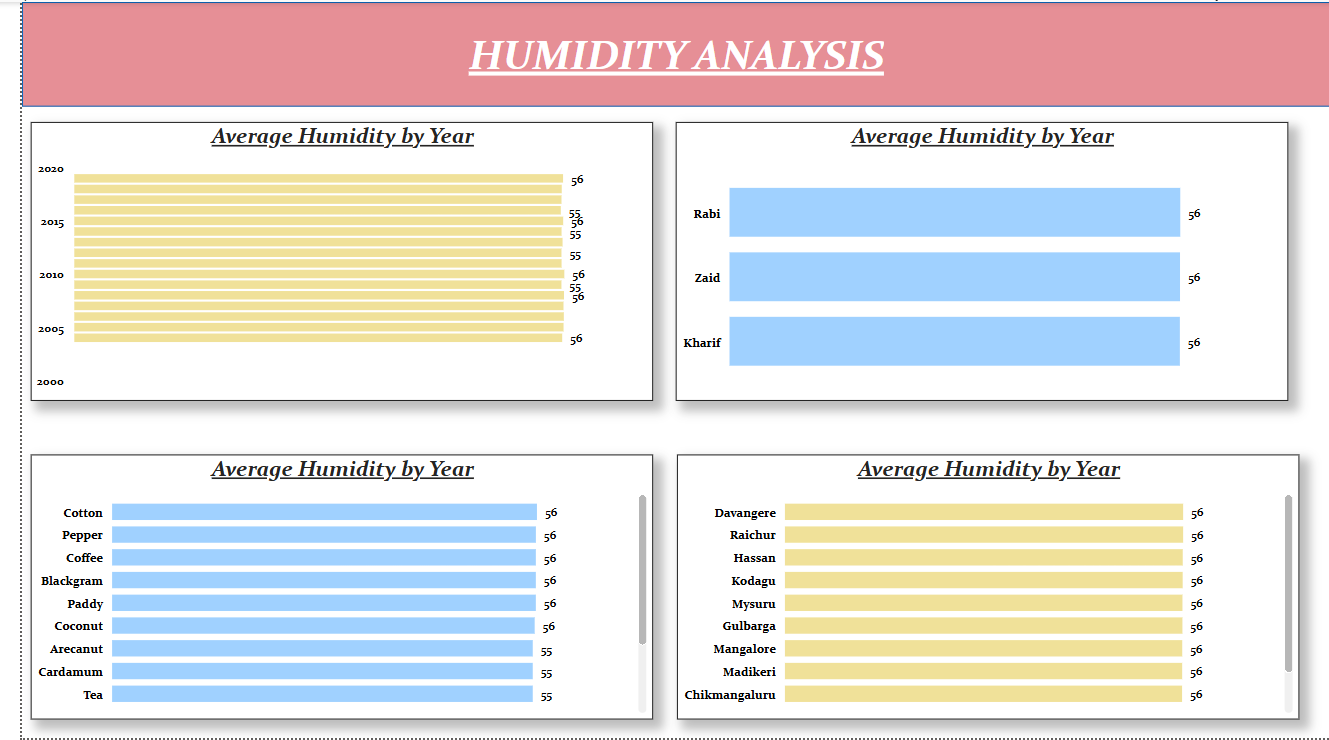 HUMIDITY ANALYSIS
Average Humidity by Year
2020
56
55
2015
56
55
55
2010
56
55
56
2005
56
2000
Average Humidity by Year
Rabi 56
Zaid 56
Kharif 56
Average Humidity by Year
Cotton 56
Pepper 56
Coffee 56
Blackgram 56
Paddy 56
Coconut 56
Arecanut 55
Cardamum 55
Tea 55
Average Humidity by Year
Davangere 56
Raichur 56
Hassan 56
Kodagu 56
Mysuru 56
Gulbarga 56
Mangalore 56
Madikeri 56
Chikmangaluru 56